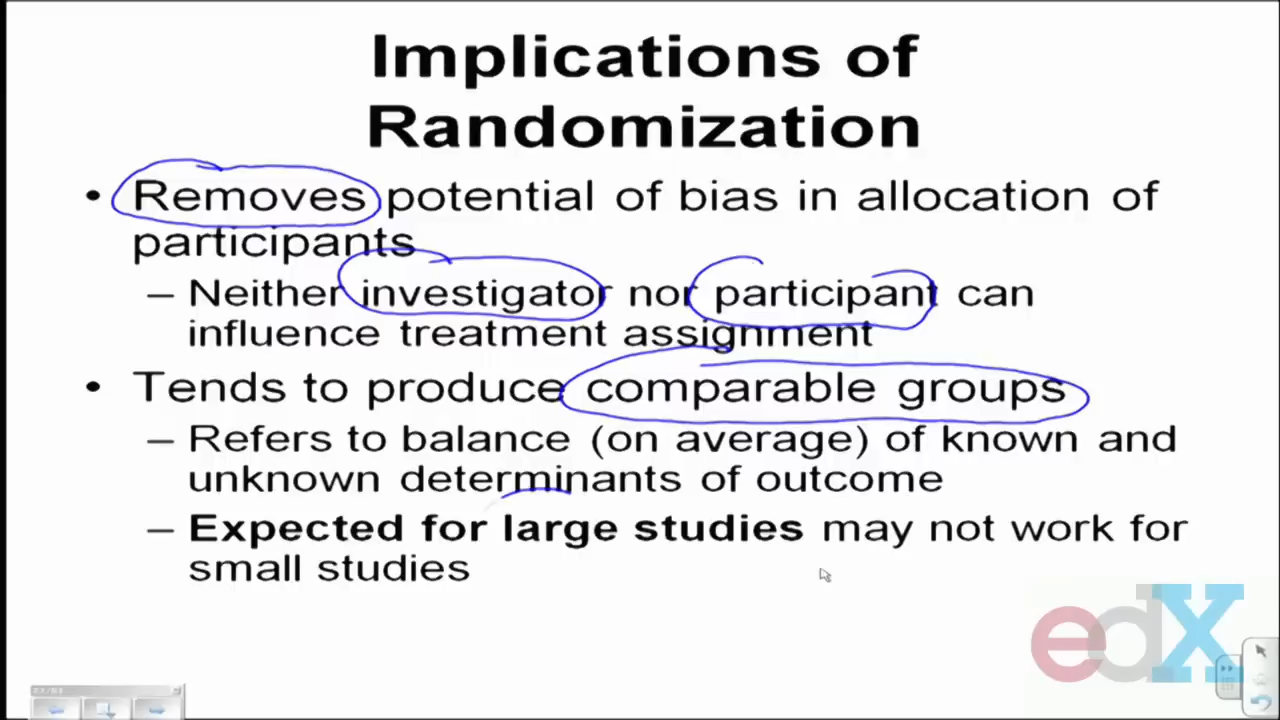 Implications of
Randomization
• Removes potential of bias in allocation of
participants
– Neither investigator nor participant can
influence treatment assignment
• Tends to produce comparable groups
– Refers to balance (on average) of known and
unknown determinants of outcome
– Expected for large studies may not work for
small studies
edX